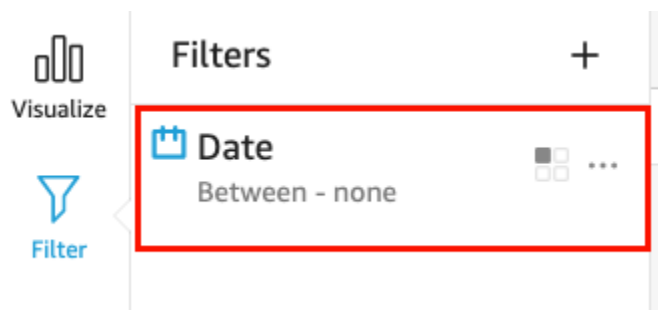 Visualize
Filter
Filters
Date
Between - none